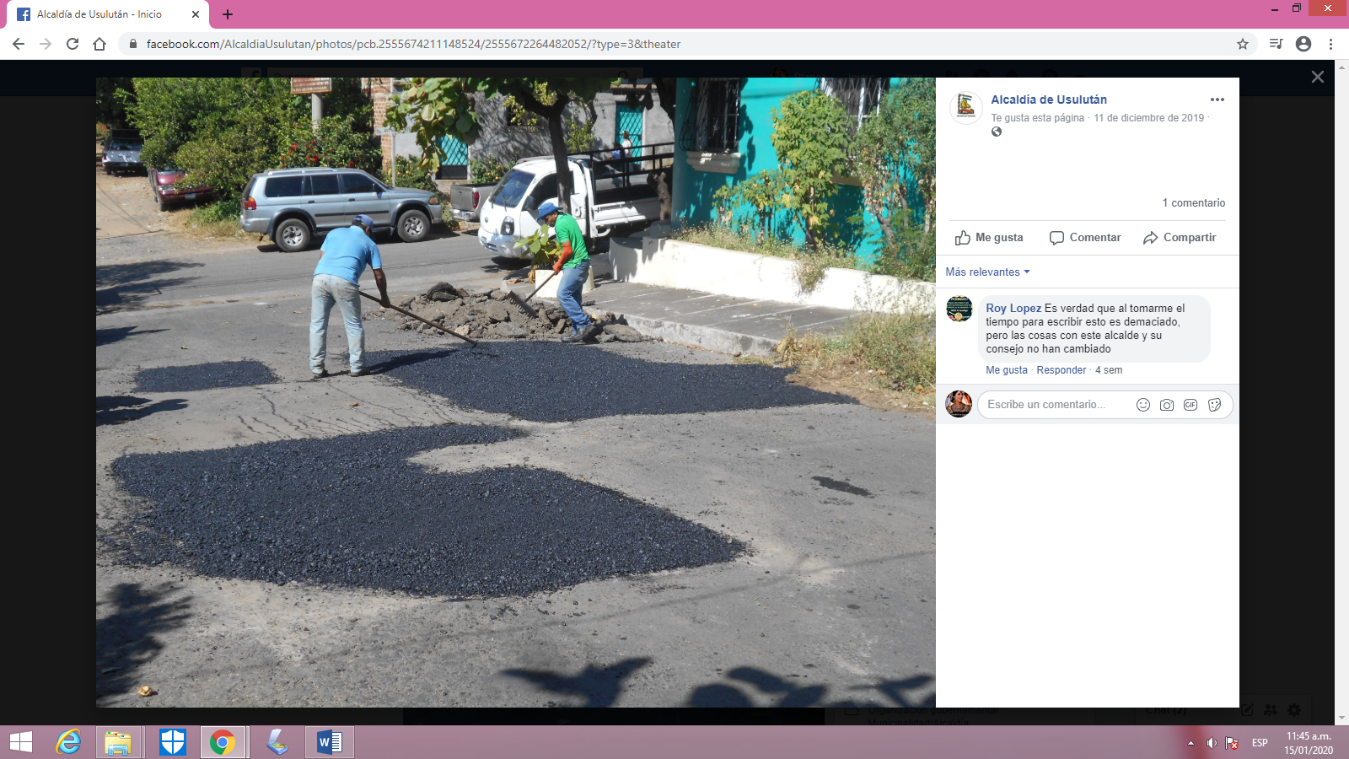 Alcaldía de Usulután - Inicio
facebook.com/AlcaldiaUsulutan/photos/pcb.2555674211148524/2555672264482052/?type=3&theater
Alcaldía de Usulután
Te gusta esta página · 11 de diciembre de 2019 ·
1 comentario
Me gusta Comentar Compartir
Más relevantes
Roy Lopez Es verdad que al tomarme el
tiempo para escribir esto es demaciado,
pero las cosas con este alcalde y su
consejo no han cambiado
Me gusta · Responder · 4 sem
Escribe un comentario...
GIF
ESP
11:45 a.m.
15/01/2020